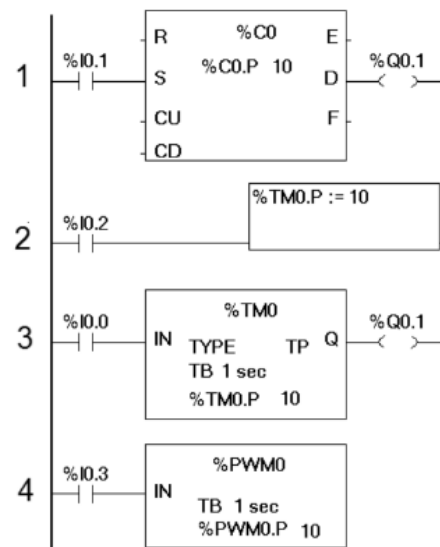 R %C0 E
1 %I0.1 S %C0.P 10 D %Q0.1
CU F
CD
%TM0.P := 10
2 %I0.2
%TM0
3 %I0.0 IN TYPE TP Q %Q0.1
TB 1 sec
%TM0.P 10
%PWM0
4 %I0.3 IN
TB 1 sec
%PWM0.P 10